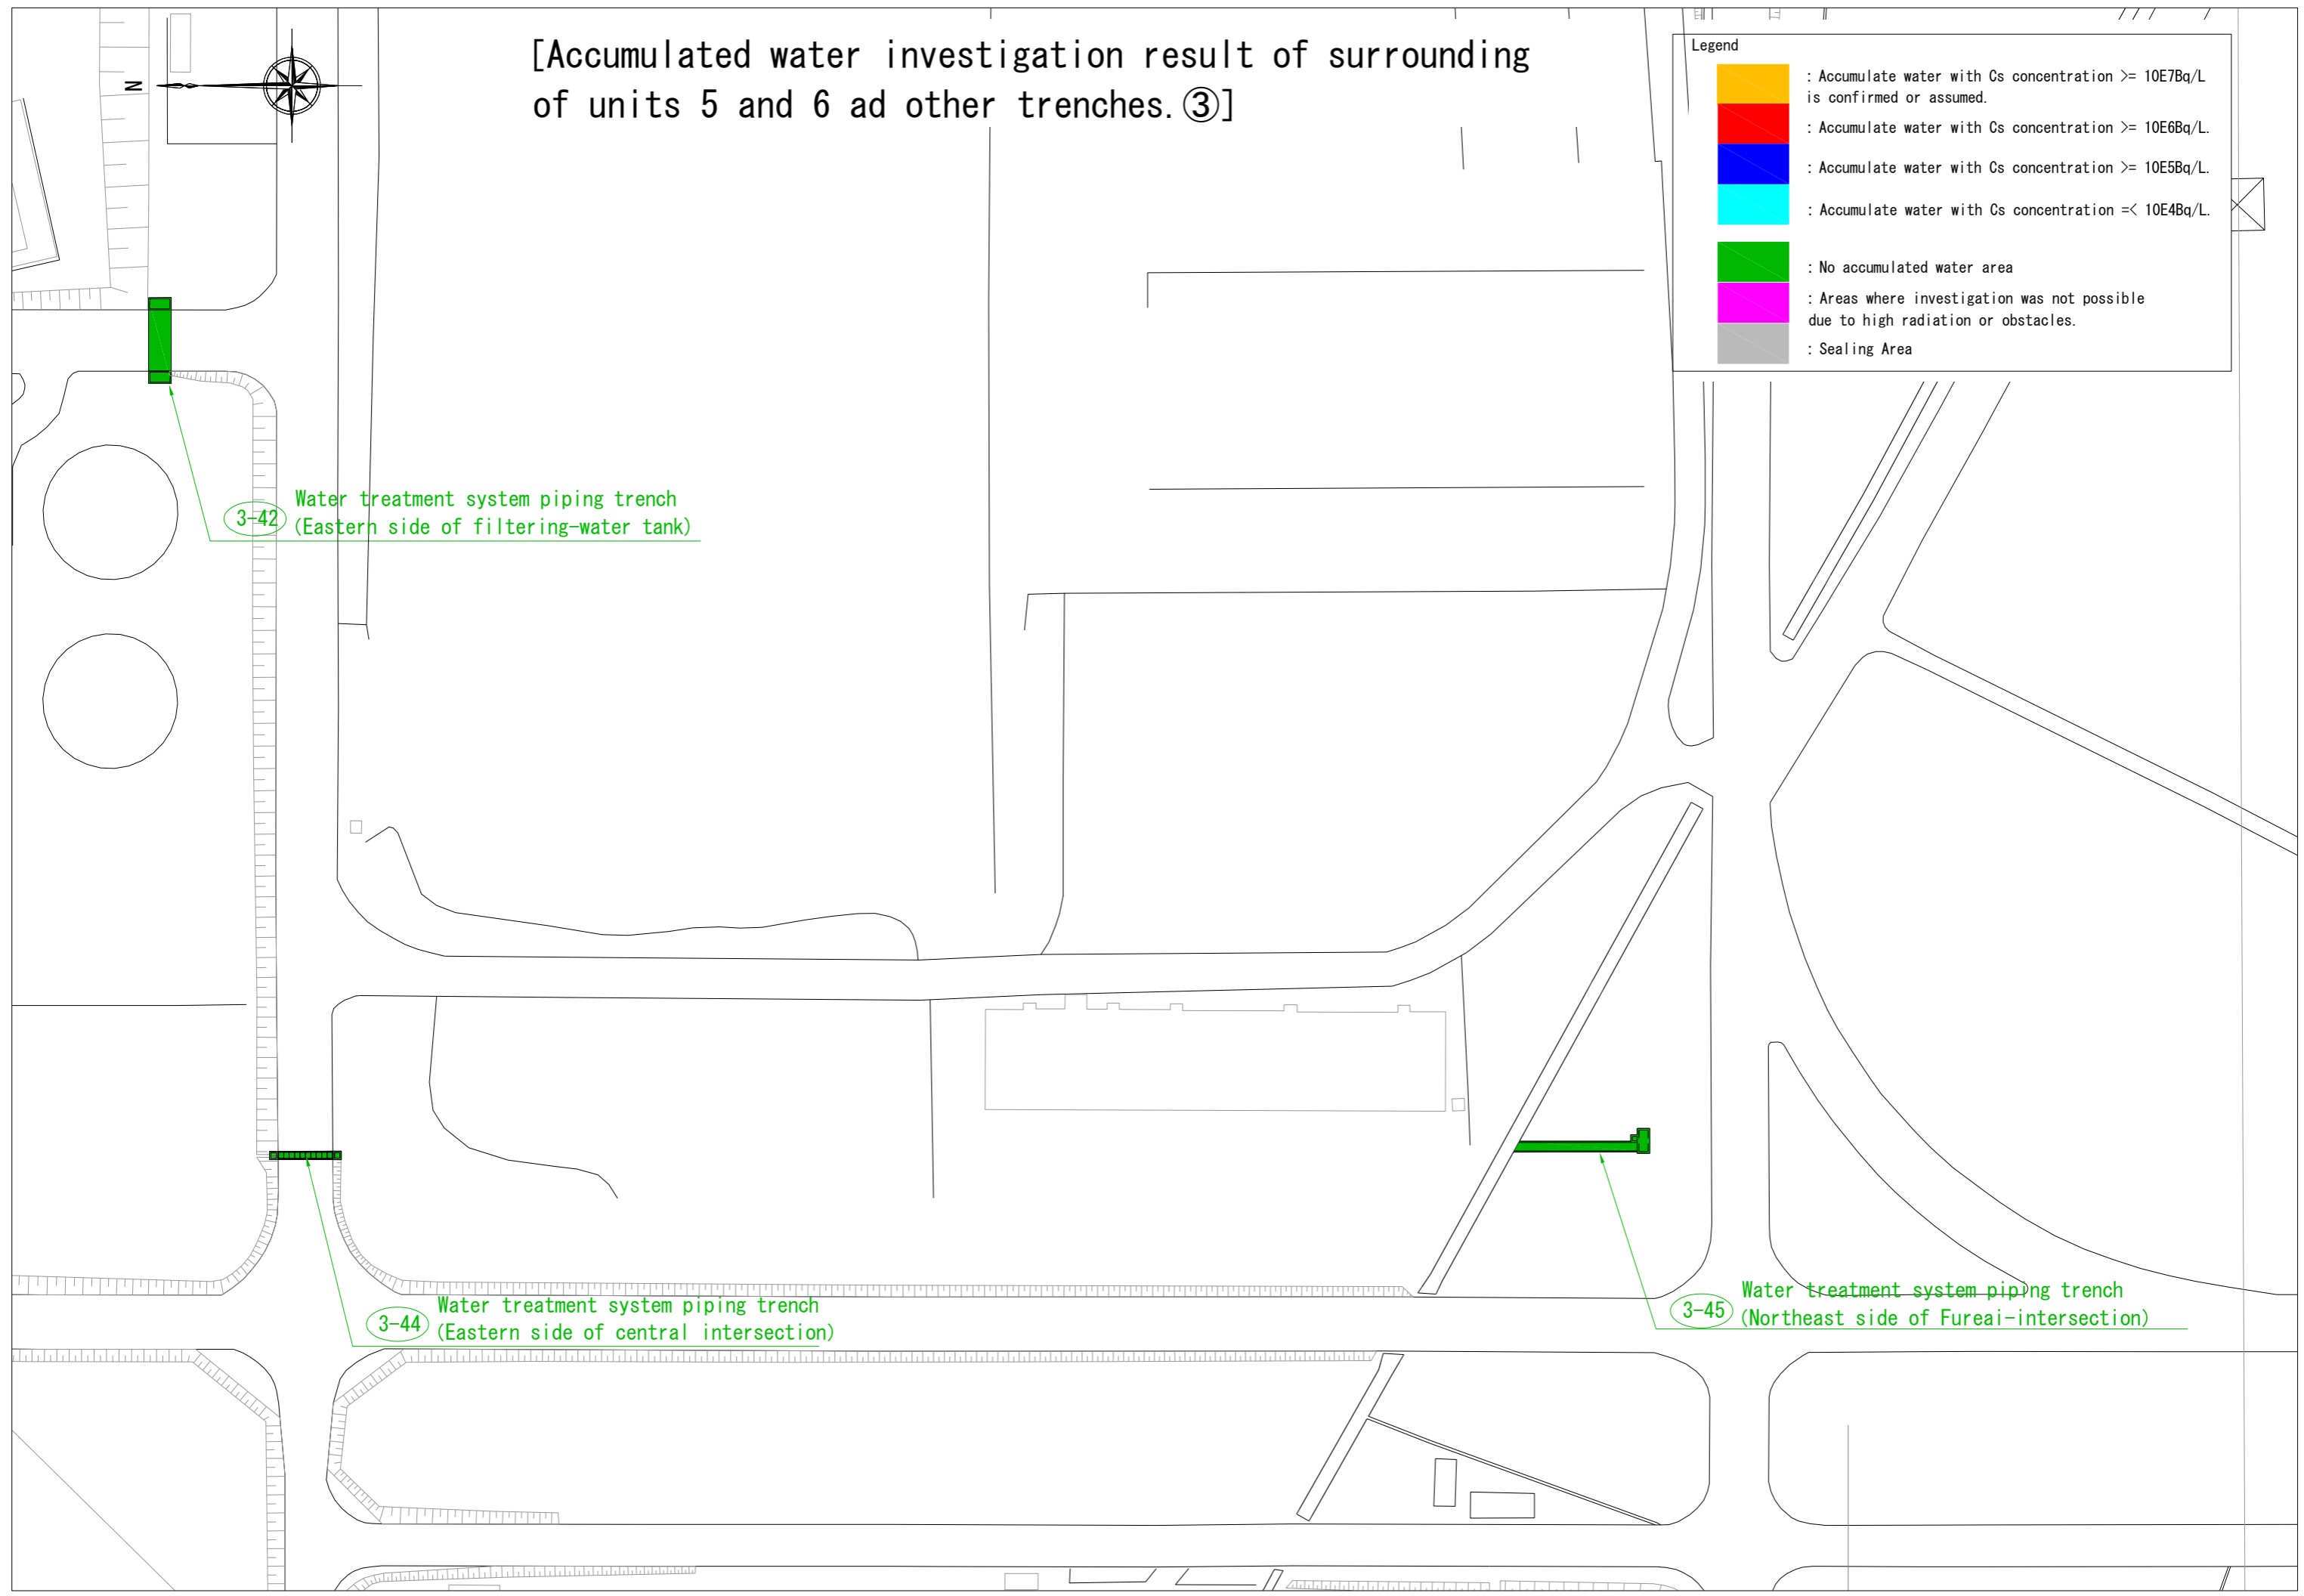 [Accumulated water investigation result of surrounding
of units 5 and 6 ad other trenches.③]
N
Legend
: Accumulate water with Cs concentration >= 10E7Bq/L
is confirmed or assumed.
: Accumulate water with Cs concentration >= 10E6Bq/L.
: Accumulate water with Cs concentration >= 10E5Bq/L.
: Accumulate water with Cs concentration =< 10E4Bq/L.
: No accumulated water area
: Areas where investigation was not possible
due to high radiation or obstacles.
: Sealing Area
3-42
Water treatment system piping trench
(Eastern side of filtering-water tank)
3-44
Water treatment system piping trench
(Eastern side of central intersection)
3-45
Water treatment system piping trench
(Northeast side of Fureai-intersection)